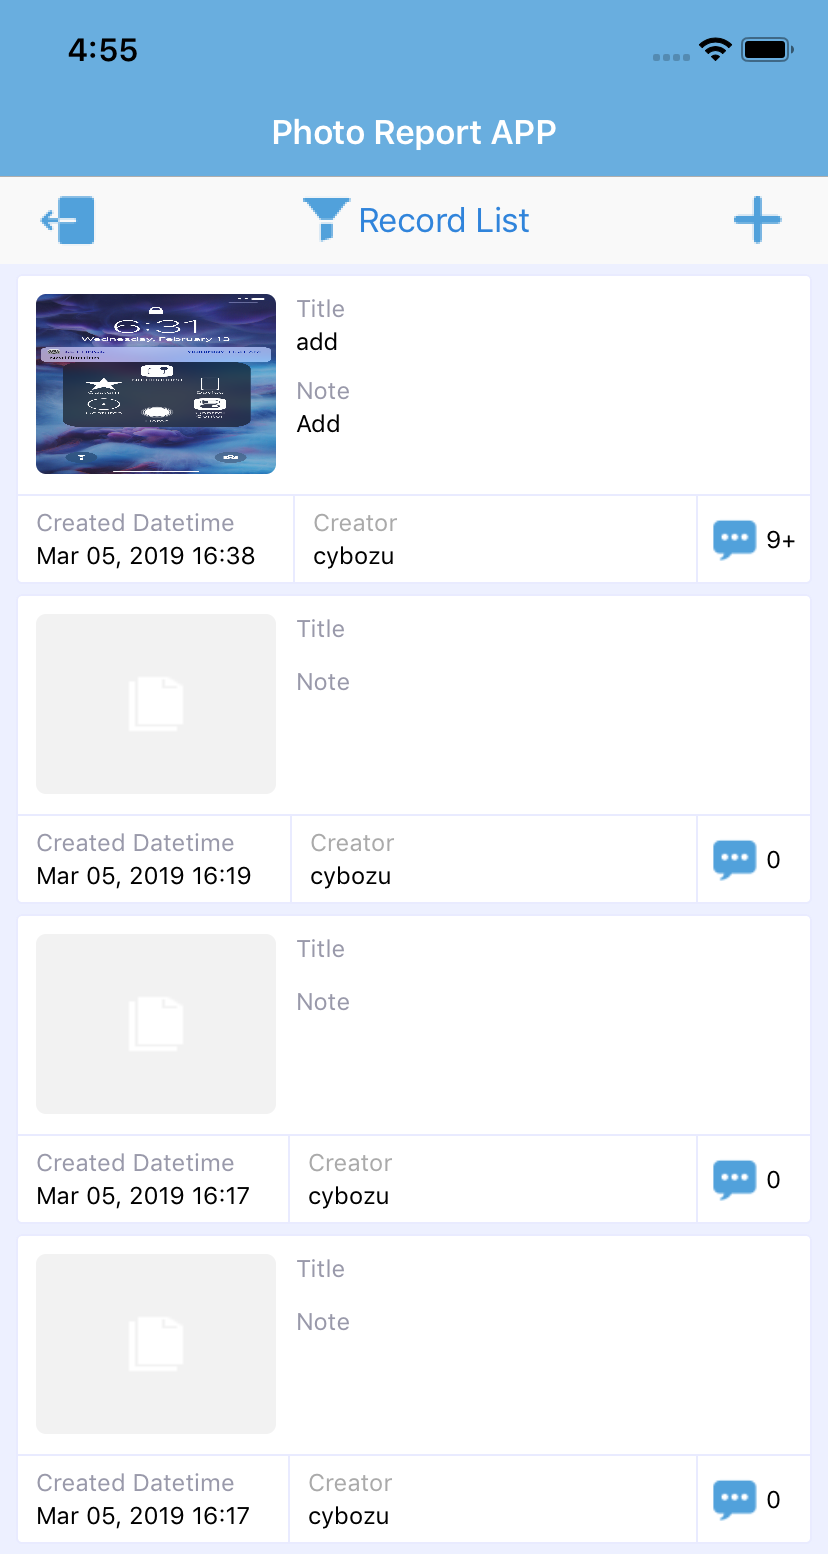 4:55
Photo Report APP
Record List
6:31
Wednesday, February 13
Title
add
Note
Add
Created Datetime
Mar 05, 2019 16:38
Creator
cybozu
9+
Title
Note
Created Datetime
Mar 05, 2019 16:19
Creator
cybozu
0
Title
Note
Created Datetime
Mar 05, 2019 16:17
Creator
cybozu
0
Title
Note
Created Datetime
Mar 05, 2019 16:17
Creator
cybozu
0